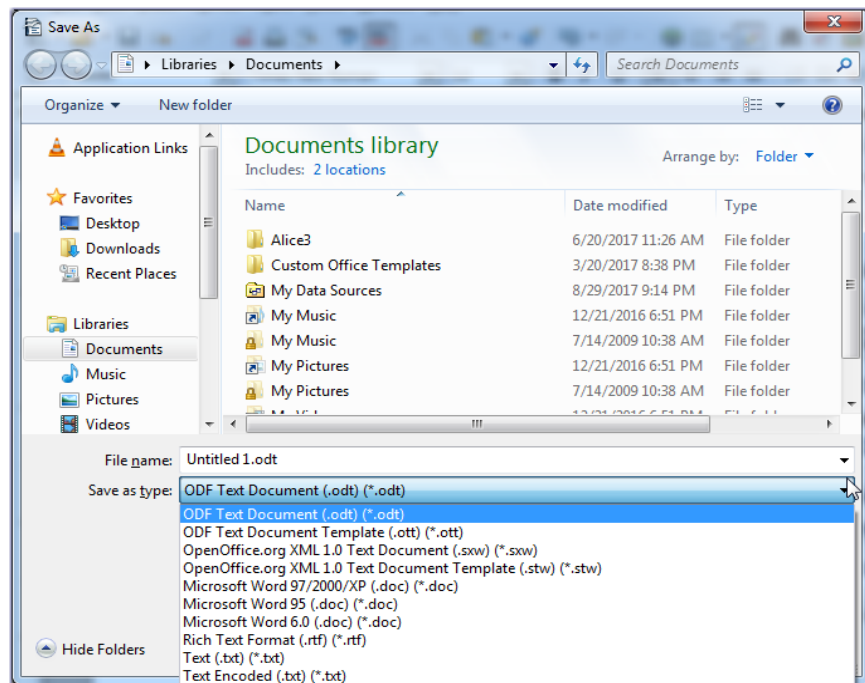 Save As
Libraries Documents
Search Documents
Organize New folder
Application Links
Favorites
Desktop
Downloads
Recent Places
Libraries
Documents
Music
Pictures
Videos
Documents library
Includes: 2 locations
Arrange by: Folder
Name Date modified Type
Alice3 6/20/2017 11:26 AM File folder
Custom Office Templates 3/20/2017 8:38 PM File folder
My Data Sources 8/29/2017 9:14 PM File folder
My Music 12/21/2016 6:51 PM File folder
My Music 7/14/2009 10:38 AM File folder
My Pictures 12/21/2016 6:51 PM File folder
My Pictures 7/14/2009 10:38 AM File folder
File name: Untitled 1.odt
Save as type: ODF Text Document (.odt) (*.odt)
ODF Text Document (.odt) (*.odt)
ODF Text Document Template (.ott) (*.ott)
OpenOffice.org XML 1.0 Text Document (.sxw) (*.sxw)
OpenOffice.org XML 1.0 Text Document Template (.stw) (*.stw)
Microsoft Word 97/2000/XP (.doc) (*.doc)
Microsoft Word 95 (.doc) (*.doc)
Microsoft Word 6.0 (.doc) (*.doc)
Rich Text Format (.rtf) (*.rtf)
Text (.txt) (*.txt)
Text Encoded (.txt) (*.txt)
Hide Folders